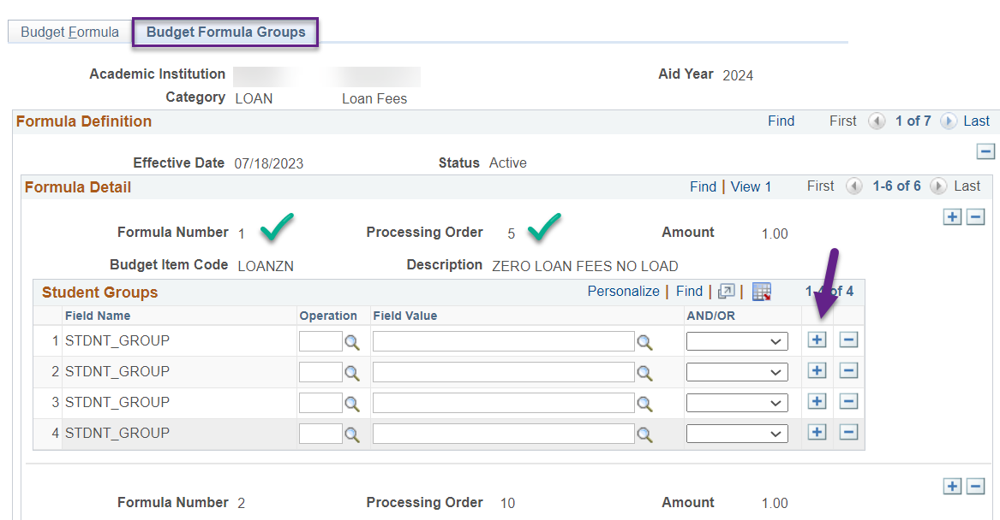 Budget Formula Budget Formula Groups
Academic Institution Aid Year 2024
Category LOAN Loan Fees
Formula Definition Find First 1 of 7 Last
Effective Date 07/18/2023 Status Active
Formula Detail Find | View 1 First 1-6 of 6 Last
Formula Number 1 Processing Order 5 Amount 1.00
Budget Item Code LOANZN Description ZERO LOAN FEES NO LOAD
Student Groups Personalize | Find | | 1-4 of 4
Field Name Operation Field Value AND/OR
1 STDNT_GROUP
2 STDNT_GROUP
3 STDNT_GROUP
4 STDNT_GROUP
Formula Number 2 Processing Order 10 Amount 1.00